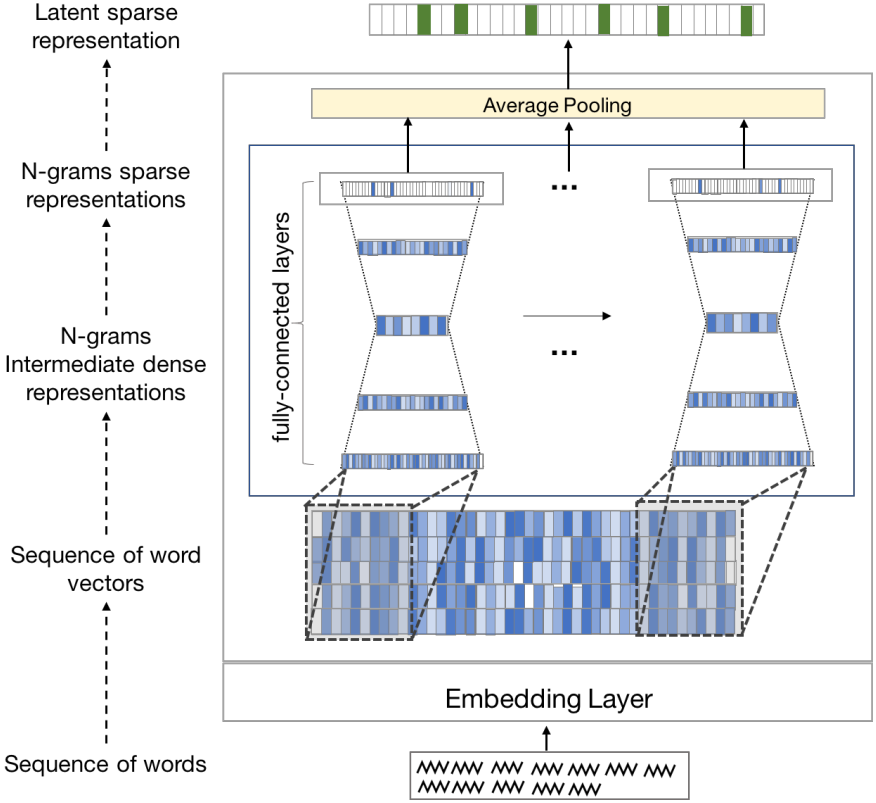 Latent sparse
representation
Average Pooling
N-grams sparse
representations
...
fully-connected layers
N-grams
Intermediate dense
representations
...
Sequence of word
vectors
Embedding Layer
Sequence of words